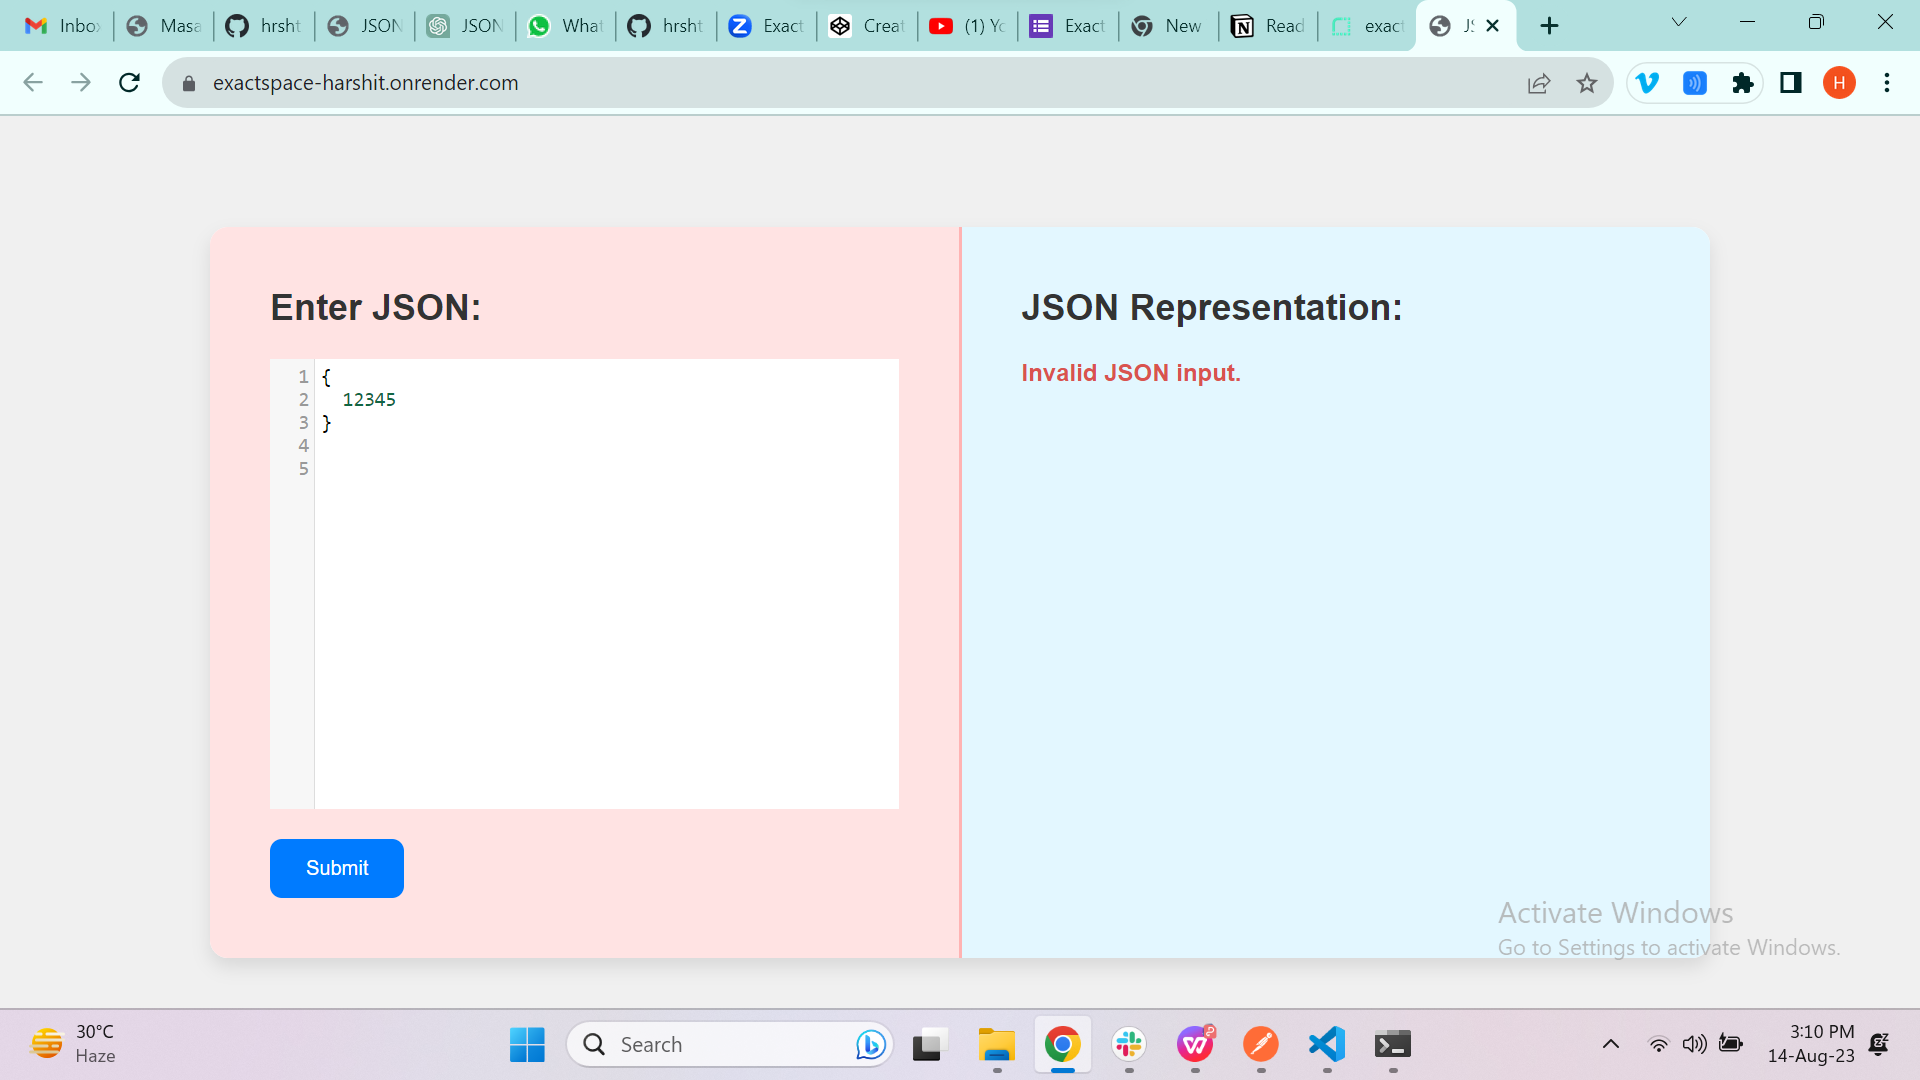 Inbo
Masa
hrsht
JSON
JSON
What
hrsht
Exact
Creat
(1) Yo
Exact
New
Read
exact
JS
exactspace-harshit.onrender.com
H
Enter JSON:
JSON Representation:
Invalid JSON input.
1 {
2 12345
3 }
4
5
Submit
Activate Windows
Go to Settings to activate Windows.
30°C
Haze
Search
3:10 PM
14-Aug-23